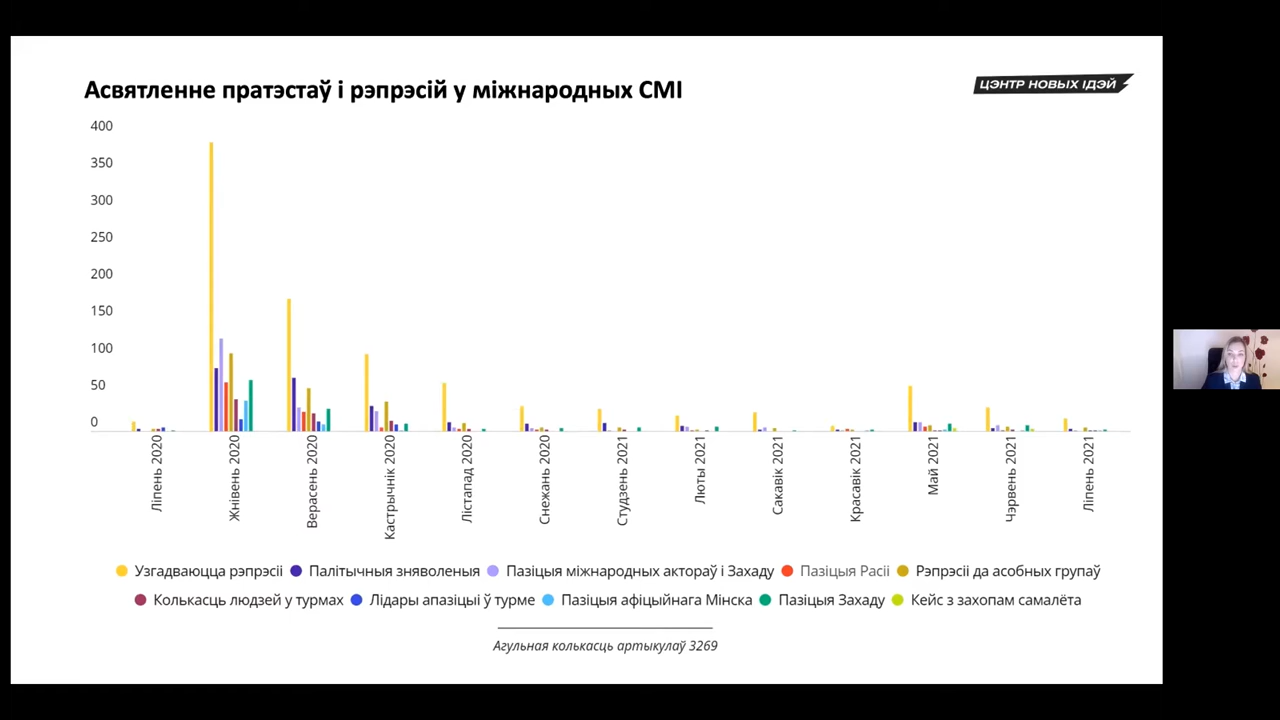 Асвятленне пратэстаў і рэпрэсій у міжнародных СМІ
ЦЭНТР НОВЫХ ІДЭЙ
400
350
300
250
200
150
100
50
0
Ліпень 2020
Жнівень 2020
Верасень 2020
Кастрычнік 2020
Лістапад 2020
Снежань 2020
Студзень 2021
Люты 2021
Сакавік 2021
Красавік 2021
Май 2021
Чэрвень 2021
Ліпень 2021
Узгадваюцца рэпрэсіі Палітычныя зняволеныя Пазіцыя міжнародных актораў і Захаду Пазіцыя Расіі Рэпрэсіі да асобных групаў
Колькасць людзей у турмах Лідары апазіцыі ў турме Пазіцыя афіцыйнага Мінска Пазіцыя Захаду Кейс з захопам самалёта
Агульная колькасць артыкулаў 3269